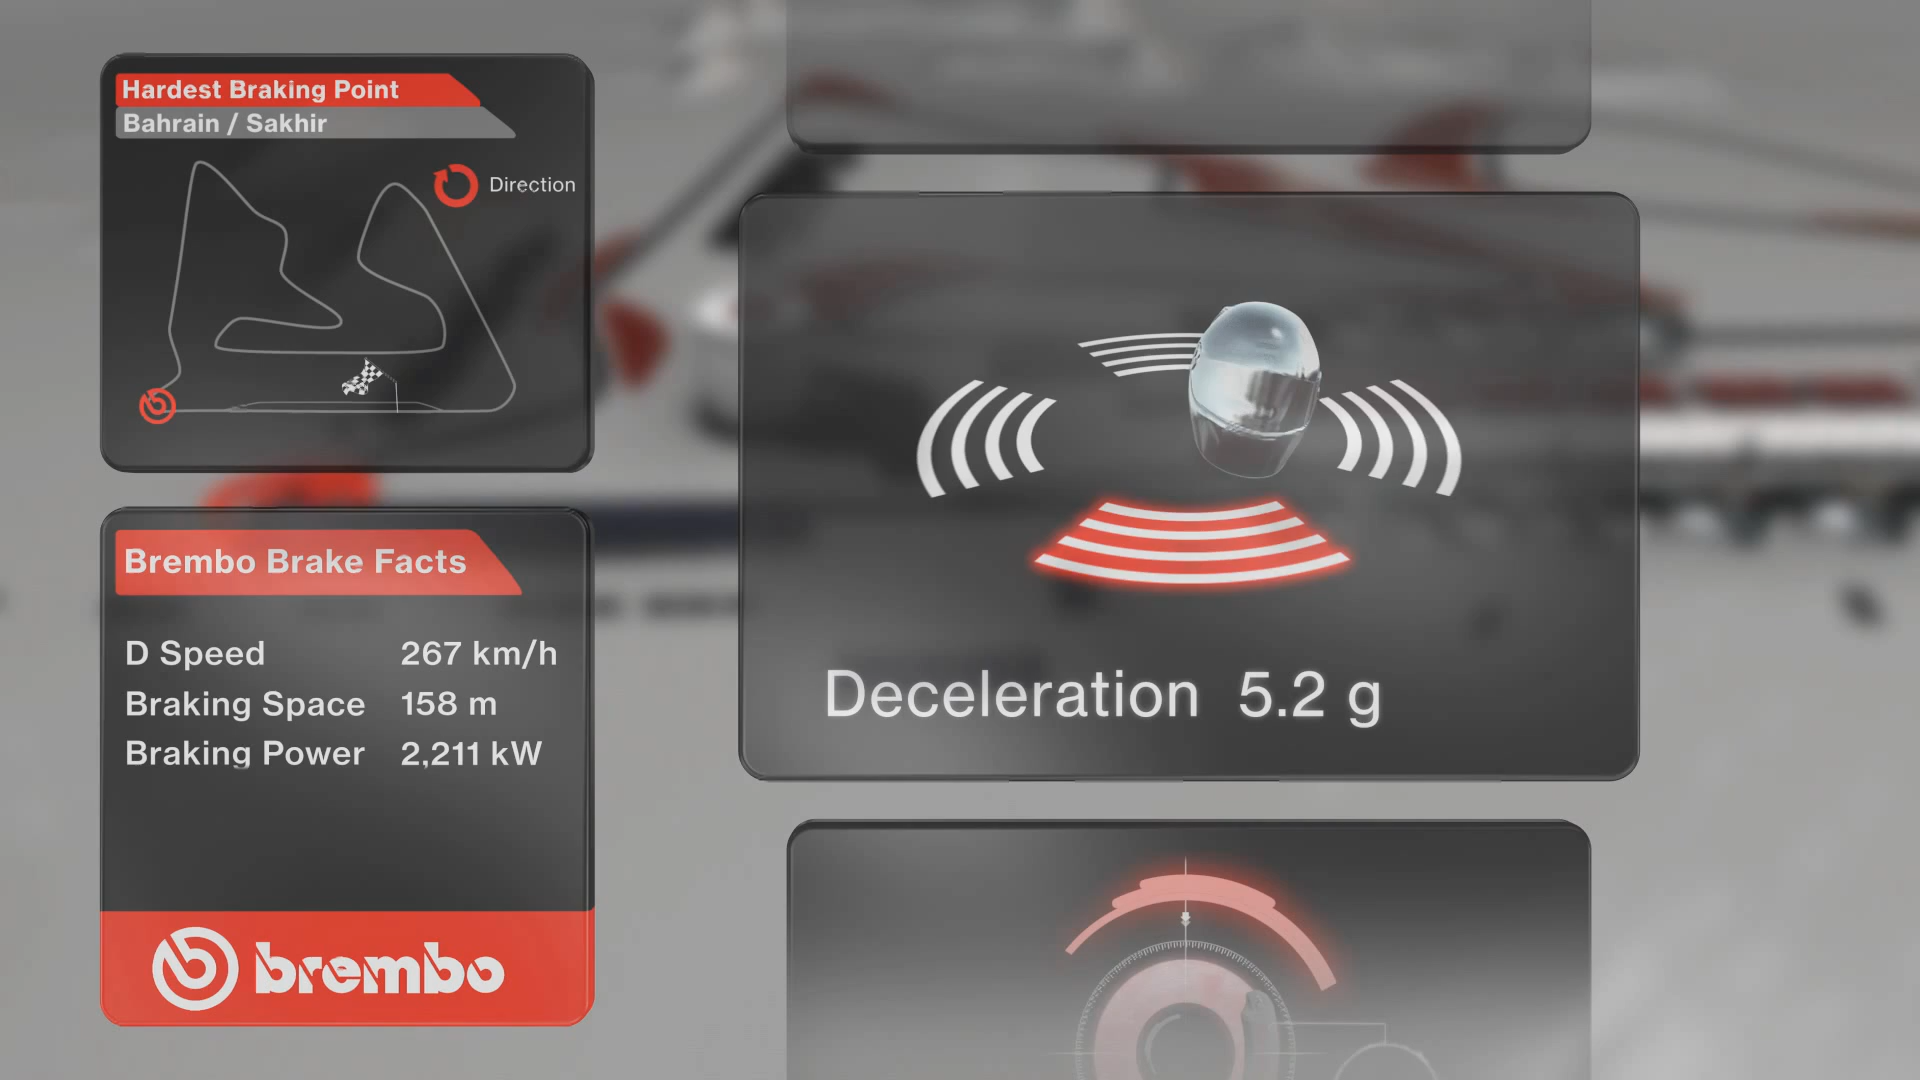 Hardest Braking Point
Bahrain / Sakhir
Direction
Brembo Brake Facts
D Speed 267 km/h
Braking Space 158 m
Braking Power 2,211 kW
brembo
Deceleration 5.2 g